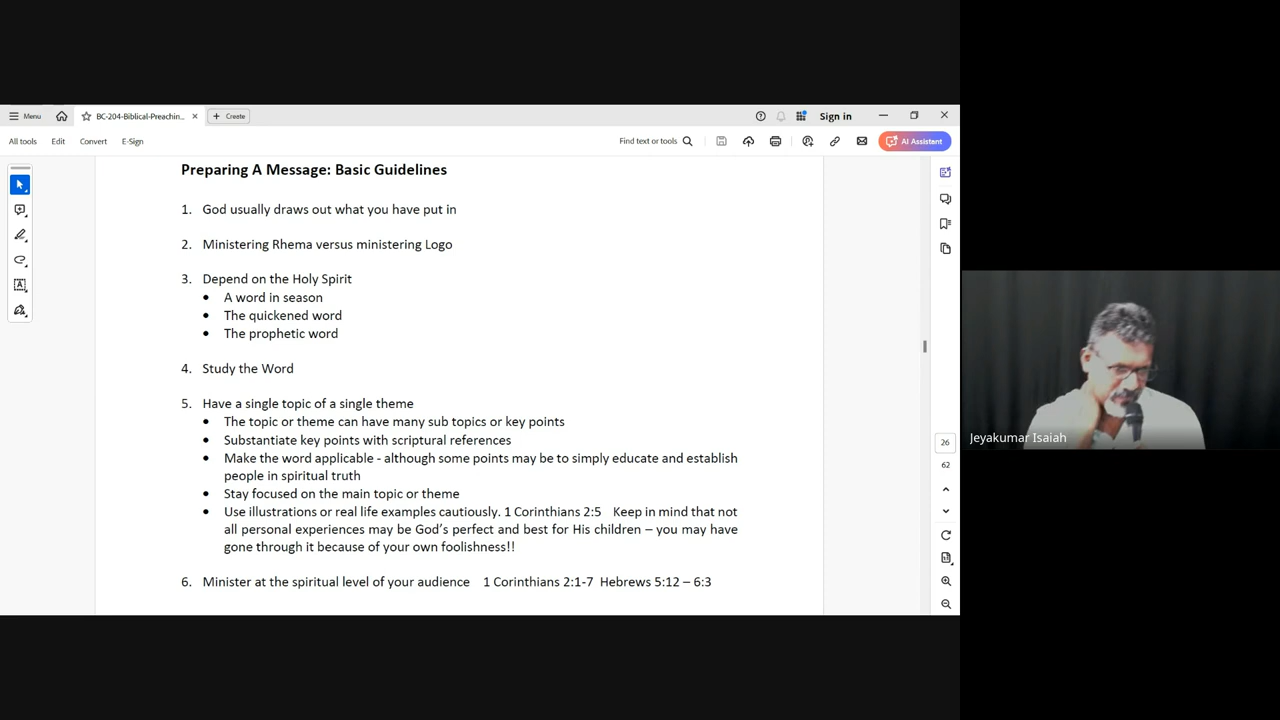 Menu
BC-204-Biblical-Preachin...
Create
Sign in
All tools
Edit
Convert
E-Sign
Find text or tools
AI Assistant
Preparing A Message: Basic Guidelines
1. God usually draws out what you have put in
2. Ministering Rhema versus ministering Logo
3. Depend on the Holy Spirit
• A word in season
• The quickened word
• The prophetic word
4. Study the Word
5. Have a single topic of a single theme
• The topic or theme can have many sub topics or key points
• Substantiate key points with scriptural references
• Make the word applicable - although some points may be to simply educate and establish
people in spiritual truth
• Stay focused on the main topic or theme
• Use illustrations or real life examples cautiously. 1 Corinthians 2:5 Keep in mind that not
all personal experiences may be God's perfect and best for His children – you may have
gone through it because of your own foolishness!!
6. Minister at the spiritual level of your audience 1 Corinthians 2:1-7 Hebrews 5:12 – 6:3
26
62
Jeyakumar Isaiah